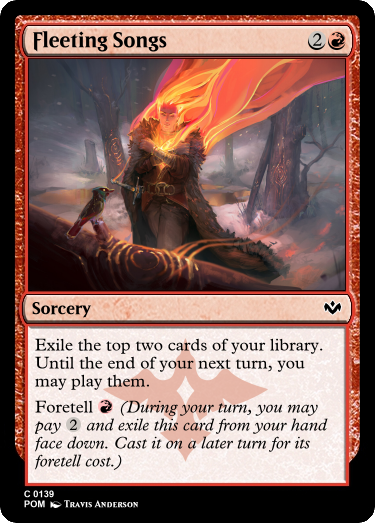 Fleeting Songs 2
Sorcery
Exile the top two cards of your library.
Until the end of your next turn, you
may play them.
Foretell (During your turn, you may
pay 2 and exile this card from your hand
face down. Cast it on a later turn for its
foretell cost.)
C 0139
POM Travis Anderson